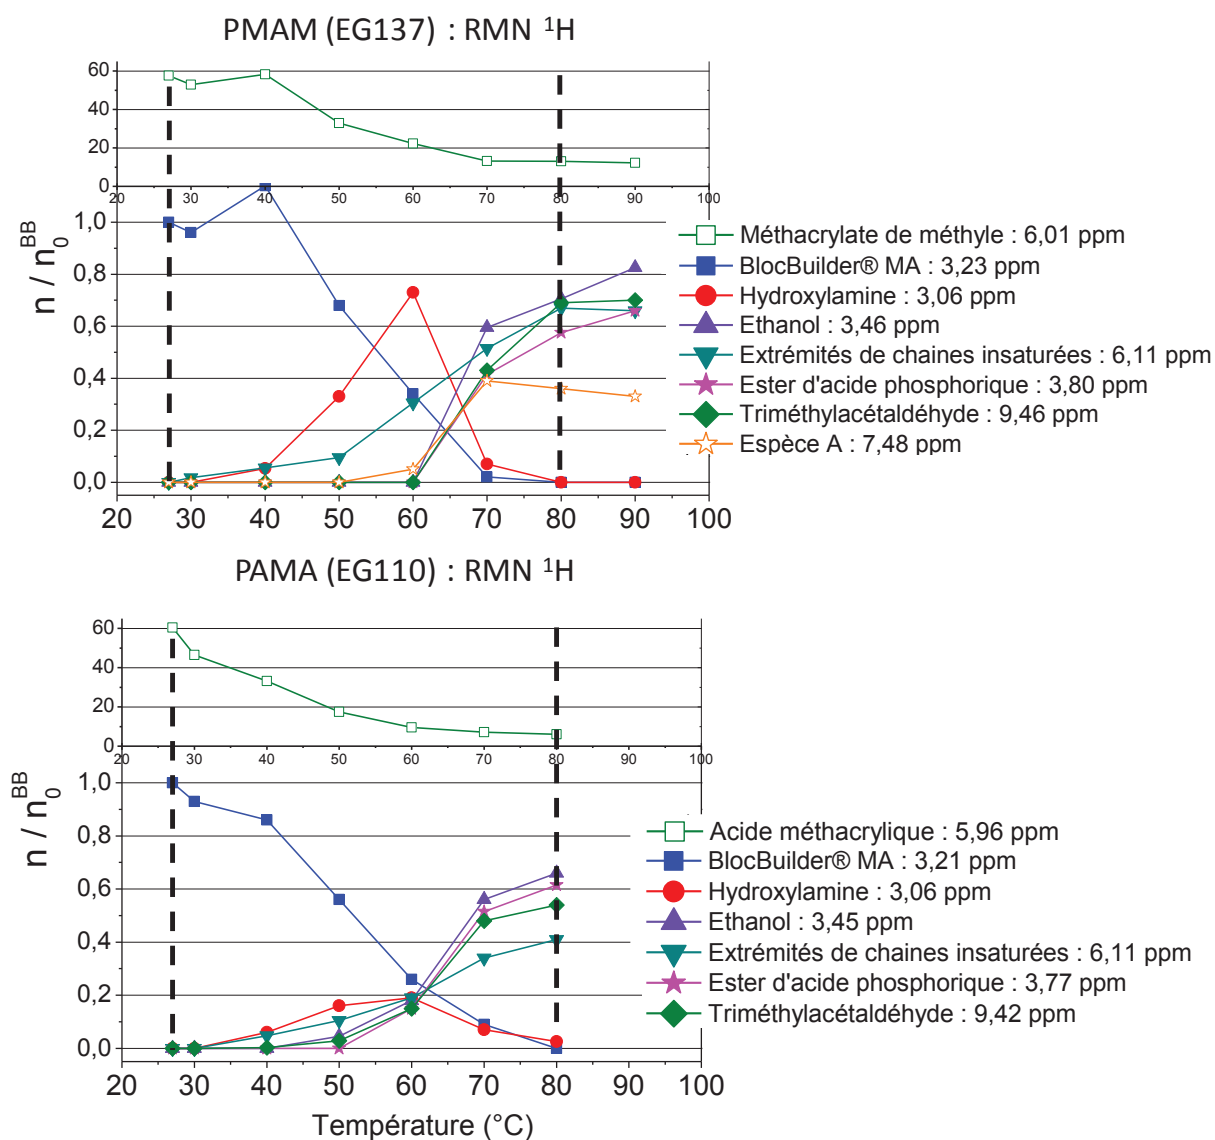 PMAM (EG137) : RMN ¹H
60
40
20
0
20 30 40 50 60 70 80 90 100
1,0
0,8
0,6
0,4
0,2
0,0
n / n₀ᴮᴮ
20 30 40 50 60 70 80 90 100
Méthacrylate de méthyle : 6,01 ppm
BlocBuilder® MA : 3,23 ppm
Hydroxylamine : 3,06 ppm
Ethanol : 3,46 ppm
Extrémités de chaines insaturées : 6,11 ppm
Ester d'acide phosphorique : 3,80 ppm
Triméthylacétaldéhyde : 9,46 ppm
Espèce A : 7,48 ppm
PAMA (EG110) : RMN ¹H
60
40
20
0
20 30 40 50 60 70 80 90 100
1,0
0,8
0,6
0,4
0,2
0,0
n / n₀ᴮᴮ
20 30 40 50 60 70 80 90 100
Température (°C)
Acide méthacrylique : 5,96 ppm
BlocBuilder® MA : 3,21 ppm
Hydroxylamine : 3,06 ppm
Ethanol : 3,45 ppm
Extrémités de chaines insaturées : 6,11 ppm
Ester d'acide phosphorique : 3,77 ppm
Triméthylacétaldéhyde : 9,42 ppm